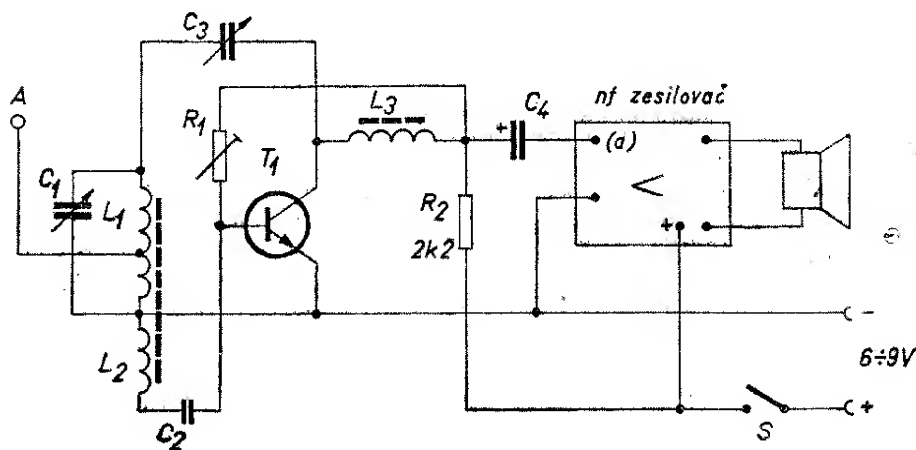 C3
A
R1
L3
C4
nf zesilovač
T1
(a)
C1
L1
<
R2
2k2
+
+
-
L2
6÷9V
C2
S
+